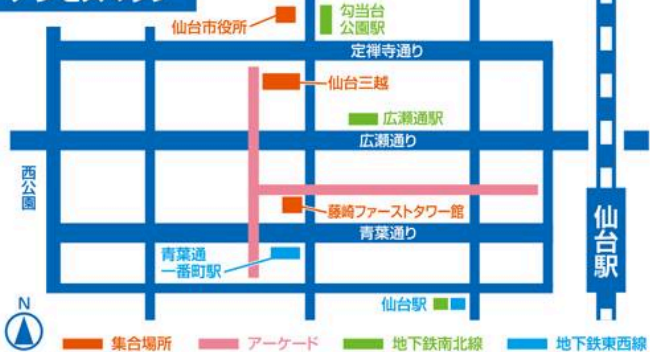 仙台市役所
勾当台
公園駅
定禅寺通り
仙台三越
広瀬通駅
広瀬通り
西公園
藤崎ファーストタワー館
青葉通り
青葉通
一番町駅
仙台駅
仙台駅
N
集合場所
アーケード
地下鉄南北線
地下鉄東西線